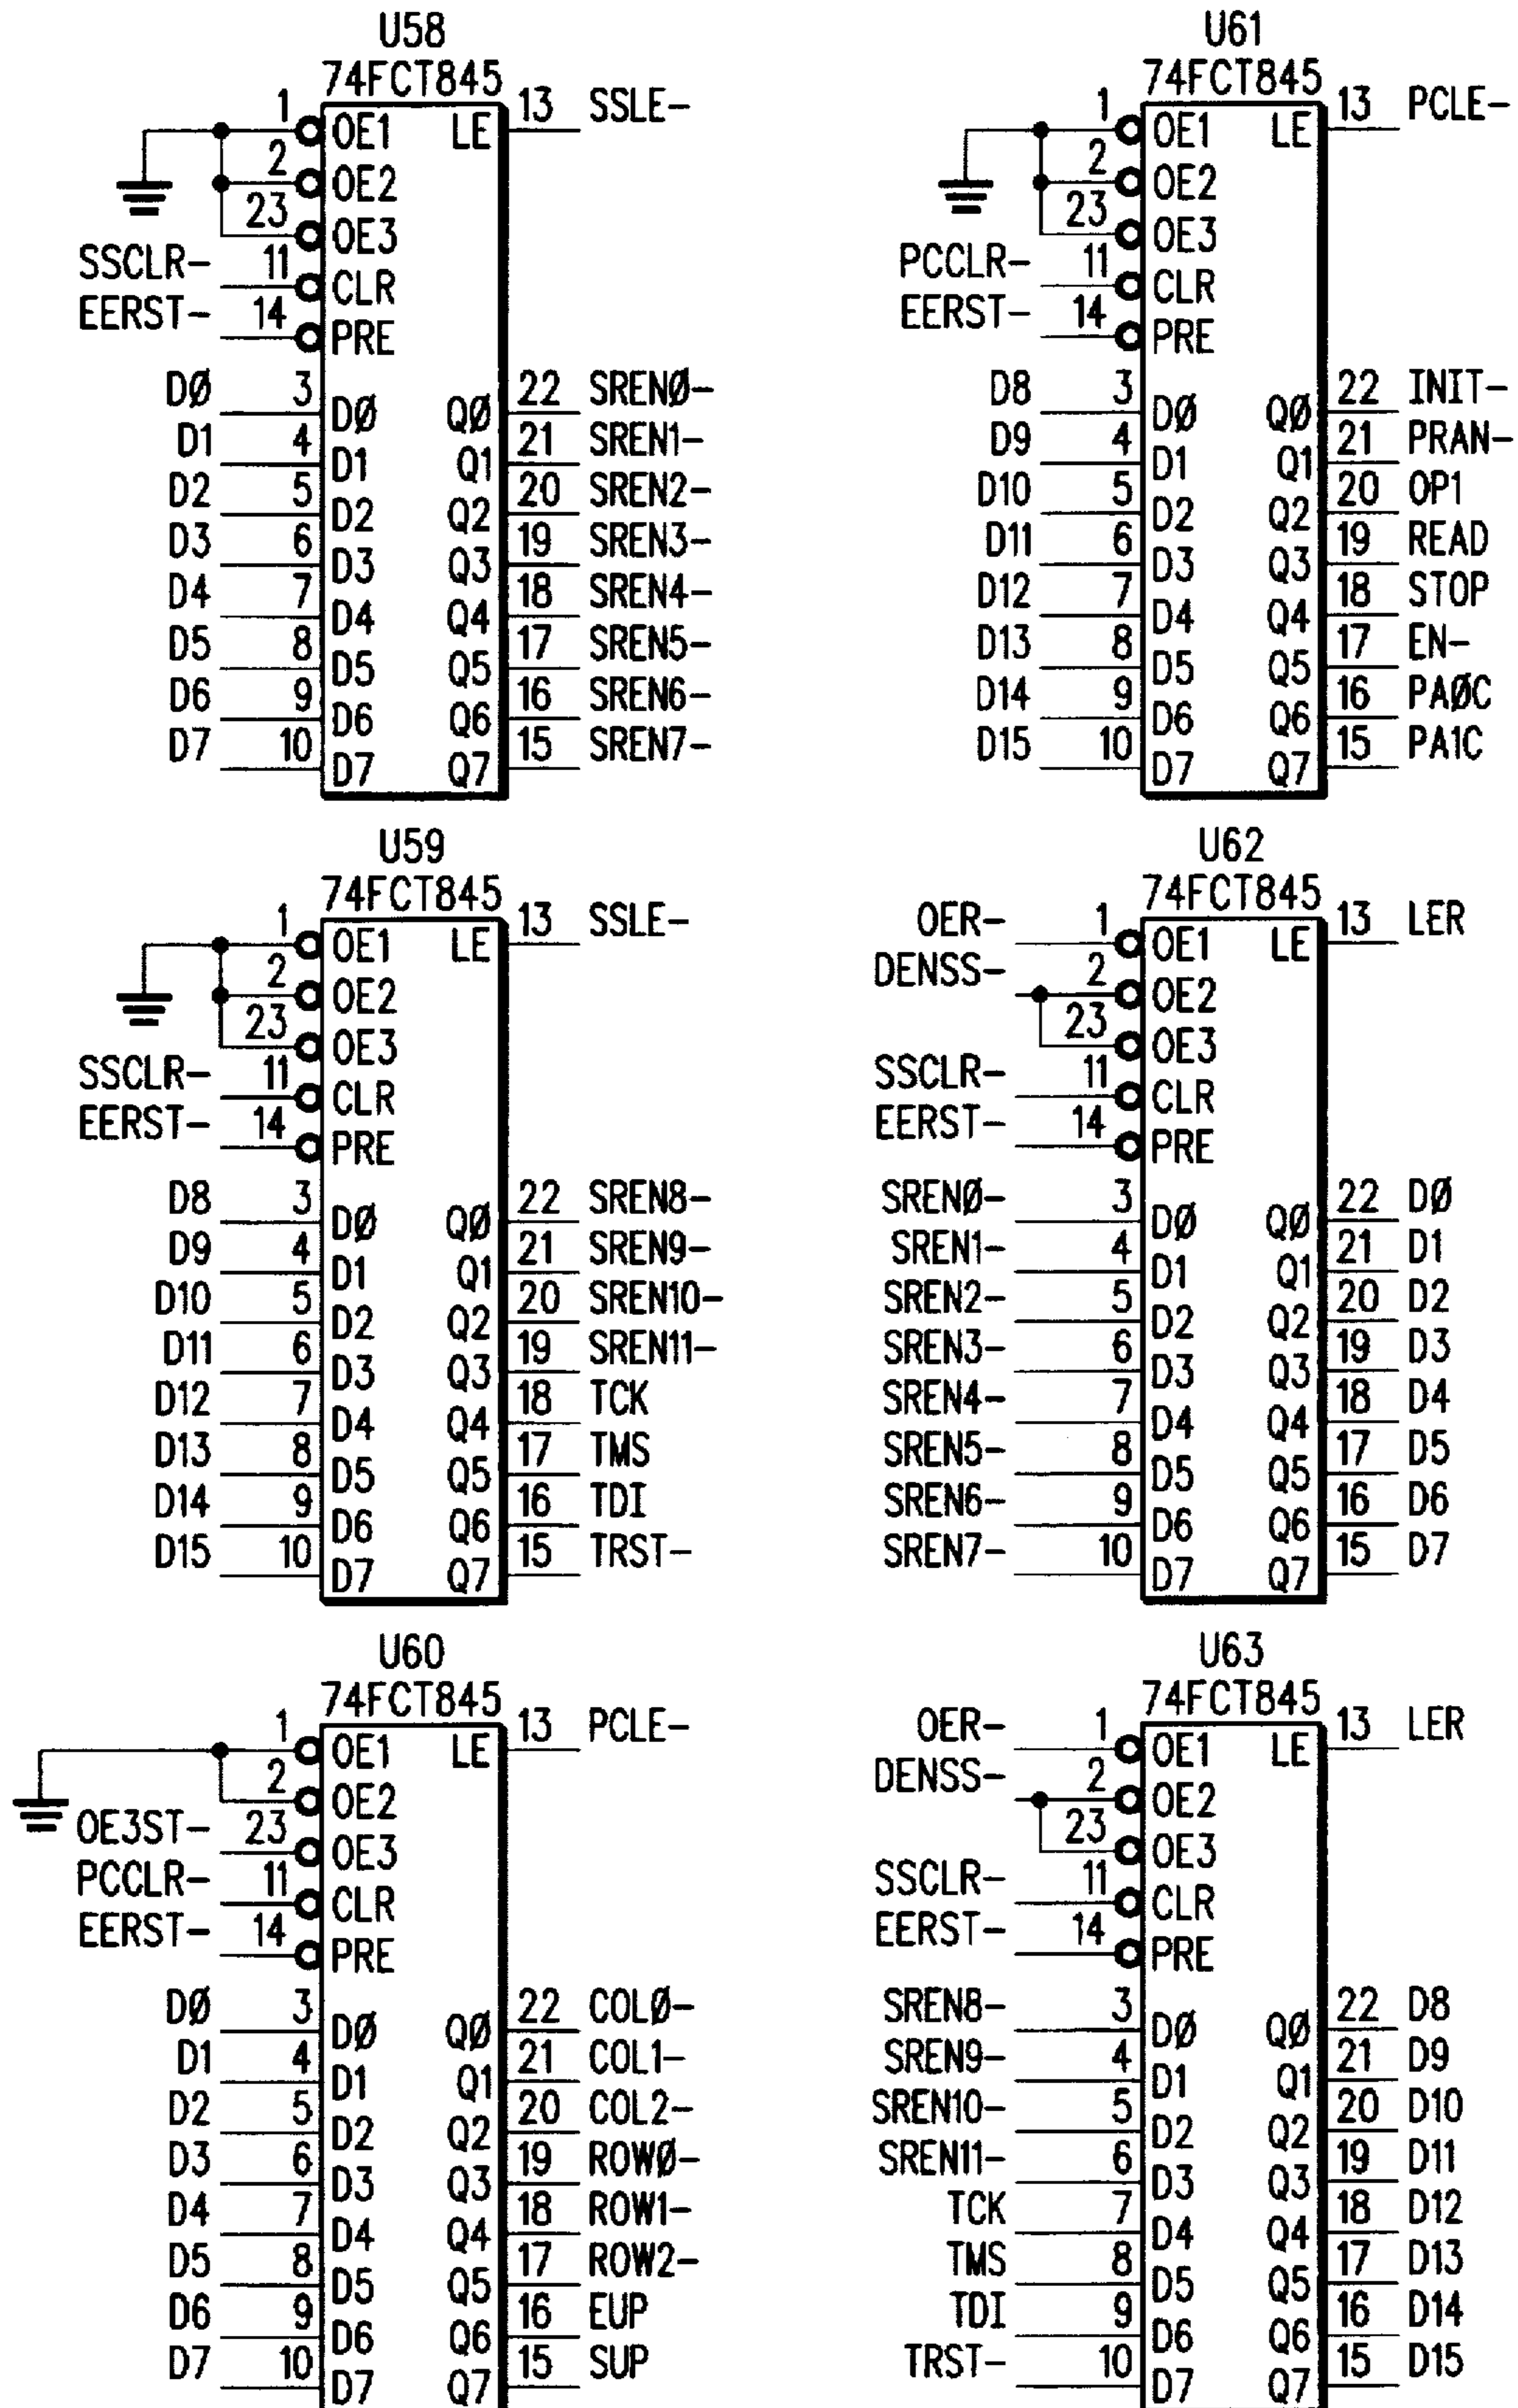 U58
74FCT845
1 OE1 LE 13 SSLE-
2 OE2
23 OE3
SSCLR- 11 CLR
EERST- 14 PRE
DØ 3 DØ QØ 22 SRENØ-
D1 4 D1 Q1 21 SREN1-
D2 5 D2 Q2 20 SREN2-
D3 6 D3 Q3 19 SREN3-
D4 7 D4 Q4 18 SREN4-
D5 8 D5 Q5 17 SREN5-
D6 9 D6 Q6 16 SREN6-
D7 10 D7 Q7 15 SREN7-
U59
74FCT845
1 OE1 LE 13 SSLE-
2 OE2
23 OE3
SSCLR- 11 CLR
EERST- 14 PRE
D8 3 DØ QØ 22 SREN8-
D9 4 D1 Q1 21 SREN9-
D10 5 D2 Q2 20 SREN10-
D11 6 D3 Q3 19 SREN11-
D12 7 D4 Q4 18 TCK
D13 8 D5 Q5 17 TMS
D14 9 D6 Q6 16 TDI
D15 10 D7 Q7 15 TRST-
U60
74FCT845
1 OE1 LE 13 PCLE-
2 OE2
OE3ST- 23 OE3
PCCLR- 11 CLR
EERST- 14 PRE
DØ 3 DØ QØ 22 COLØ-
D1 4 D1 Q1 21 COL1-
D2 5 D2 Q2 20 COL2-
D3 6 D3 Q3 19 ROWØ-
D4 7 D4 Q4 18 ROW1-
D5 8 D5 Q5 17 ROW2-
D6 9 D6 Q6 16 EUP
D7 10 D7 Q7 15 SUP
U61
74FCT845
1 OE1 LE 13 PCLE-
2 OE2
23 OE3
PCCLR- 11 CLR
EERST- 14 PRE
D8 3 DØ QØ 22 INIT-
D9 4 D1 Q1 21 PRAN-
D10 5 D2 Q2 20 OP1
D11 6 D3 Q3 19 READ
D12 7 D4 Q4 18 STOP
D13 8 D5 Q5 17 EN-
D14 9 D6 Q6 16 PAØC
D15 10 D7 Q7 15 PA1C
U62
74FCT845
OER- 1 OE1 LE 13 LER
DENSS- 2 OE2
23 OE3
SSCLR- 11 CLR
EERST- 14 PRE
SRENØ- 3 DØ QØ 22 DØ
SREN1- 4 D1 Q1 21 D1
SREN2- 5 D2 Q2 20 D2
SREN3- 6 D3 Q3 19 D3
SREN4- 7 D4 Q4 18 D4
SREN5- 8 D5 Q5 17 D5
SREN6- 9 D6 Q6 16 D6
SREN7- 10 D7 Q7 15 D7
U63
74FCT845
OER- 1 OE1 LE 13 LER
DENSS- 2 OE2
23 OE3
SSCLR- 11 CLR
EERST- 14 PRE
SREN8- 3 DØ QØ 22 D8
SREN9- 4 D1 Q1 21 D9
SREN10- 5 D2 Q2 20 D10
SREN11- 6 D3 Q3 19 D11
TCK 7 D4 Q4 18 D12
TMS 8 D5 Q5 17 D13
TDI 9 D6 Q6 16 D14
TRST- 10 D7 Q7 15 D15